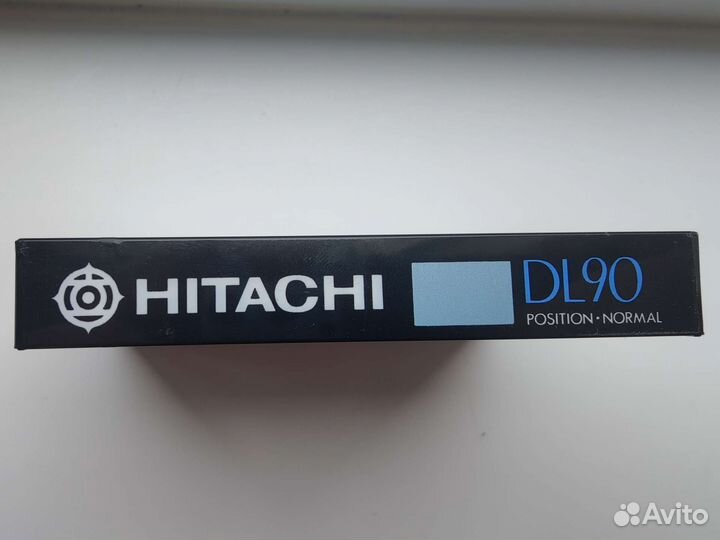 HITACHI
DL90
POSITION·NORMAL
Avito